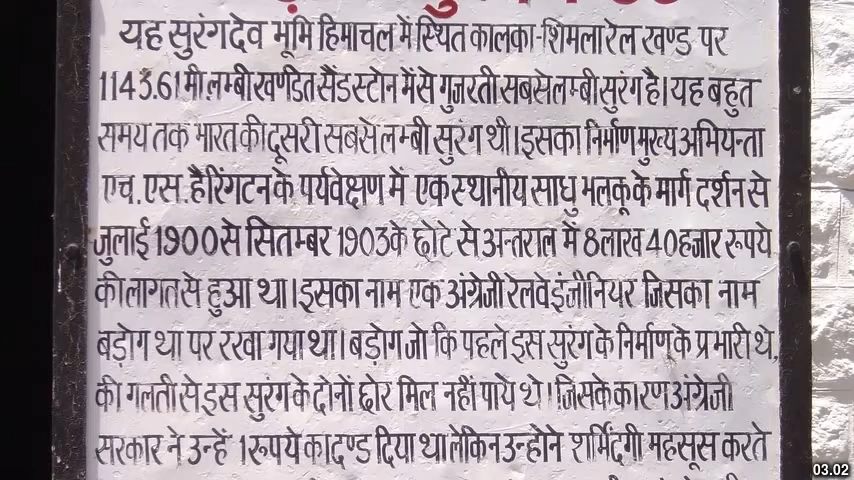 यह सुरंगदेव भूमि हिमाचल में स्थित कालका-शिमला रेल खण्ड पर
1143.61 मी.लम्बी खण्डित सैंडस्टोन में से गुजरती सबसे लम्बी सुरंग है। यह बहुत
समय तक भारत की दूसरी सबसे लम्बी सुरंग थी। इसका निर्माण मुख्य अभियन्ता
एच.एस.हैरिंगटन के पर्यवेक्षण में एक स्थानीय साधु भलकू के मार्ग दर्शन से
जुलाई 1900 से सितम्बर 1903 के छोटे से अन्तराल में 8 लाख 40 हजार रूपये
की लागत से हुआ था। इसका नाम एक अंग्रेजी रेलवे इंजीनियर जिसका नाम
बड़ोग था पर रखा गया था। बड़ोग जो कि पहले इस सुरंग के निर्माण के प्रभारी थे,
की गलती से इस सुरंग के दोनों छोर मिल नहीं पाये थे। जिसके कारण अंग्रेजी
सरकार ने उन्हें 1 रूपये का दण्ड दिया था लेकिन उन्होने शर्मिंदगी महसूस करते
03.02